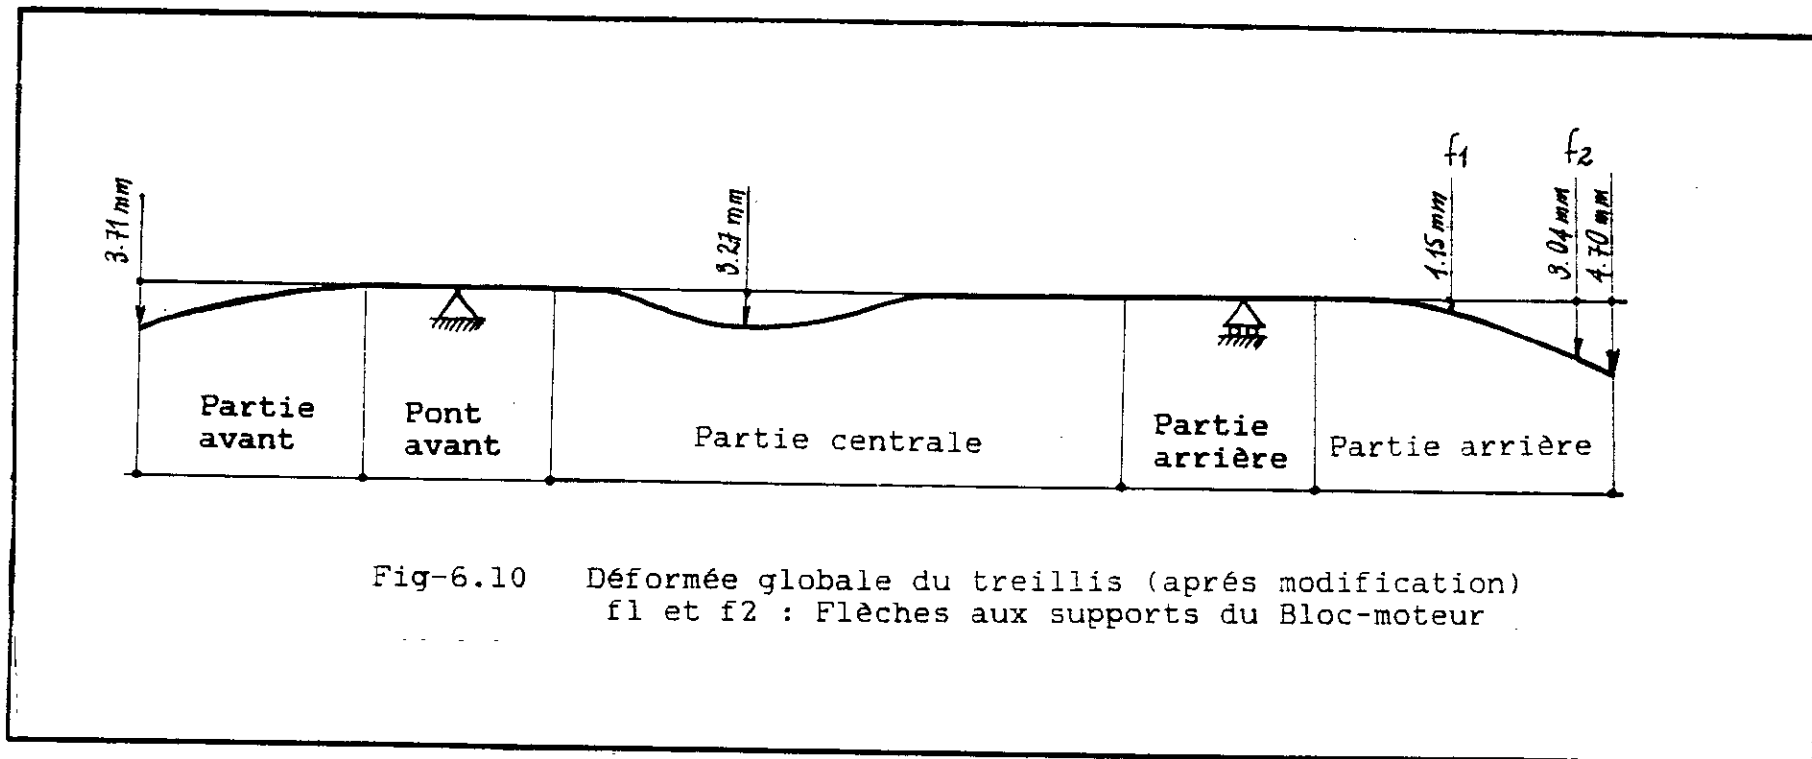 f1
f2
3.71 mm
3.27 mm
1.15 mm
3.04 mm
4.70 mm
Partie
avant
Pont
avant
Partie centrale
Partie
arrière
Partie arrière
Fig-6.10 Déformée globale du treillis (aprés modification)
f1 et f2 : Flèches aux supports du Bloc-moteur